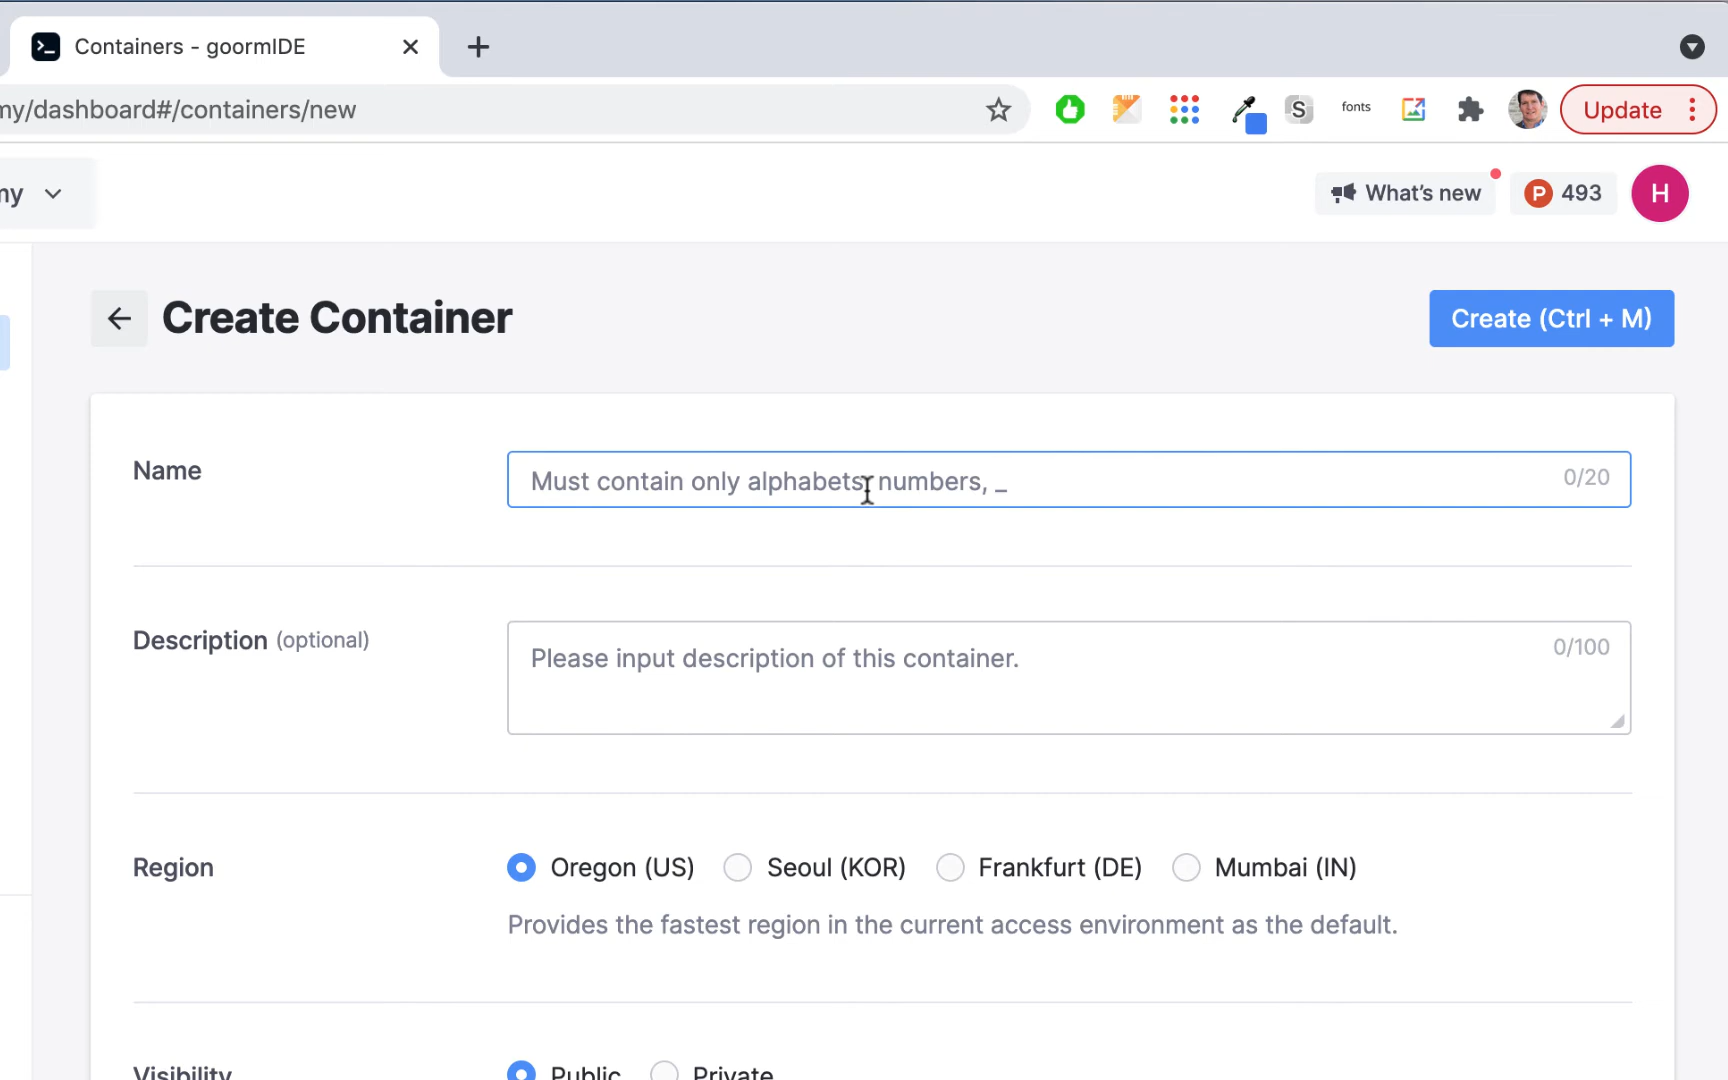 Containers - goormIDE
my/dashboard#/containers/new
fonts
Update
my
What's new
P 493
H
Create Container
Create (Ctrl + M)
Name
Must contain only alphabets, numbers, _
0/20
Description (optional)
Please input description of this container.
0/100
Region
Oregon (US) Seoul (KOR) Frankfurt (DE) Mumbai (IN)
Provides the fastest region in the current access environment as the default.
Visibility
Public Private